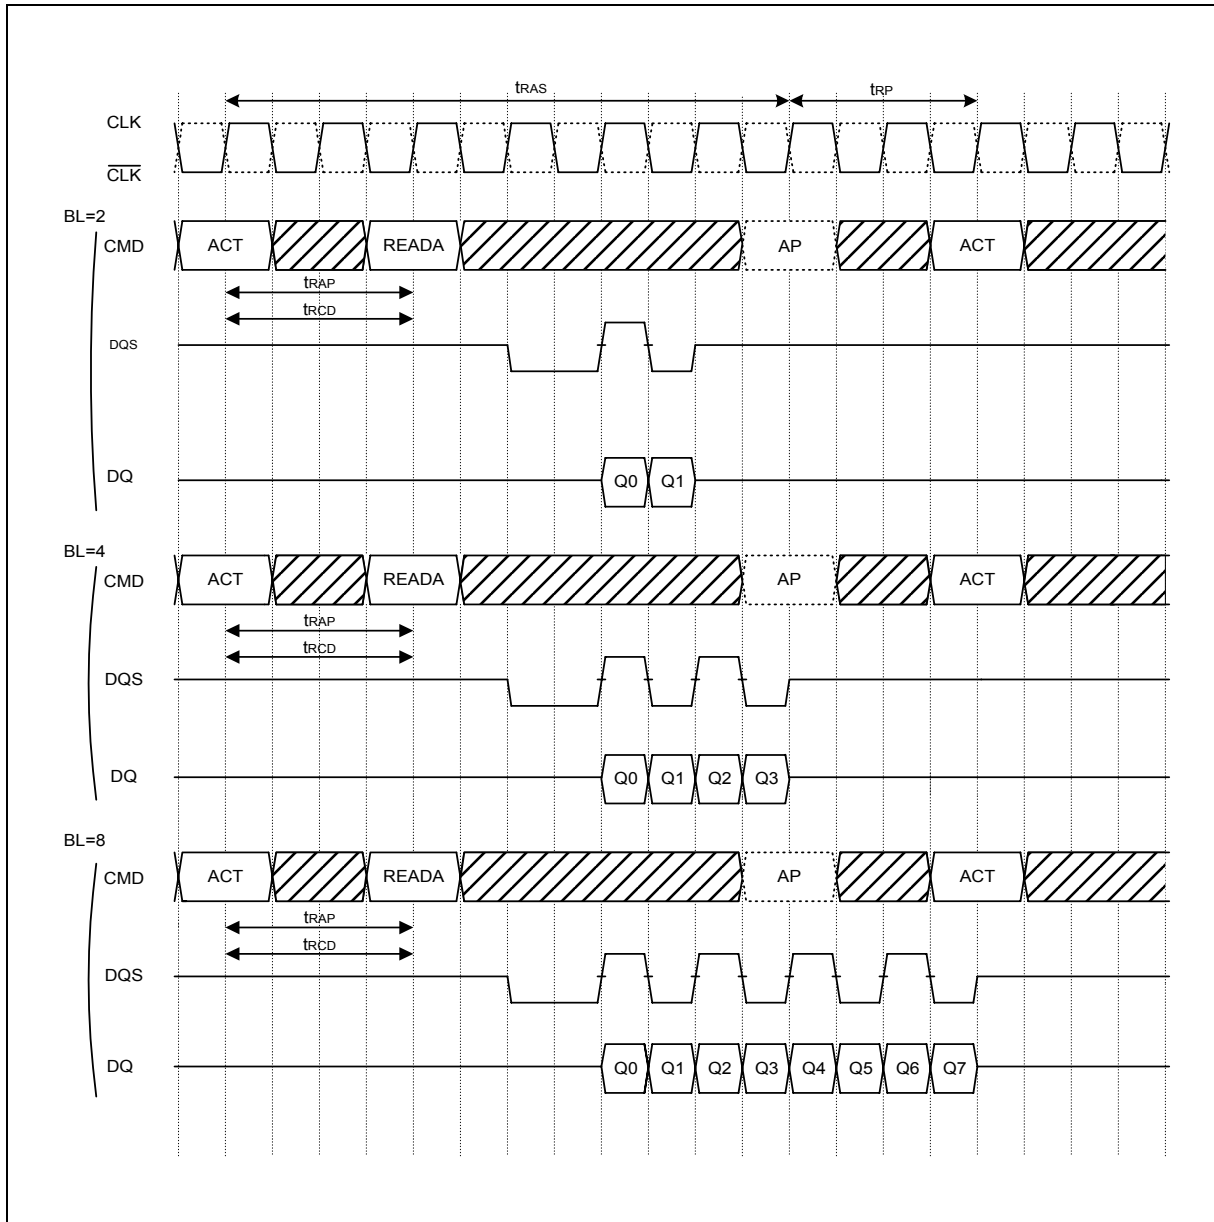 tRAS tRP
CLK
CLK
BL=2
CMD ACT READA AP ACT
tRAP
tRCD
DQS
DQ Q0 Q1
BL=4
CMD ACT READA AP ACT
tRAP
tRCD
DQS
DQ Q0 Q1 Q2 Q3
BL=8
CMD ACT READA AP ACT
tRAP
tRCD
DQS
DQ Q0 Q1 Q2 Q3 Q4 Q5 Q6 Q7